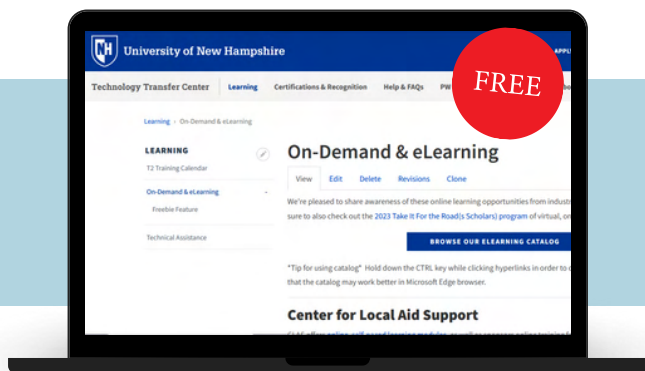 NH University of New Hampshire
FREE
Technology Transfer Center Learning Certifications & Recognition Help & FAQs PW
Learning › On-Demand & eLearning
LEARNING
T2 Training Calendar
On-Demand & eLearning -
Freebie Feature
Technical Assistance
On-Demand & eLearning
View Edit Delete Revisions Clone
We're pleased to share awareness of these online learning opportunities from
sure to also check out the 2023 Take It For the Road(s Scholars) program of virtual,
BROWSE OUR ELEARNING CATALOG
*Tip for using catalog* Hold down the CTRL key while clicking hyperlinks in order to
that the catalog may work better in Microsoft Edge browser.
Center for Local Aid Support